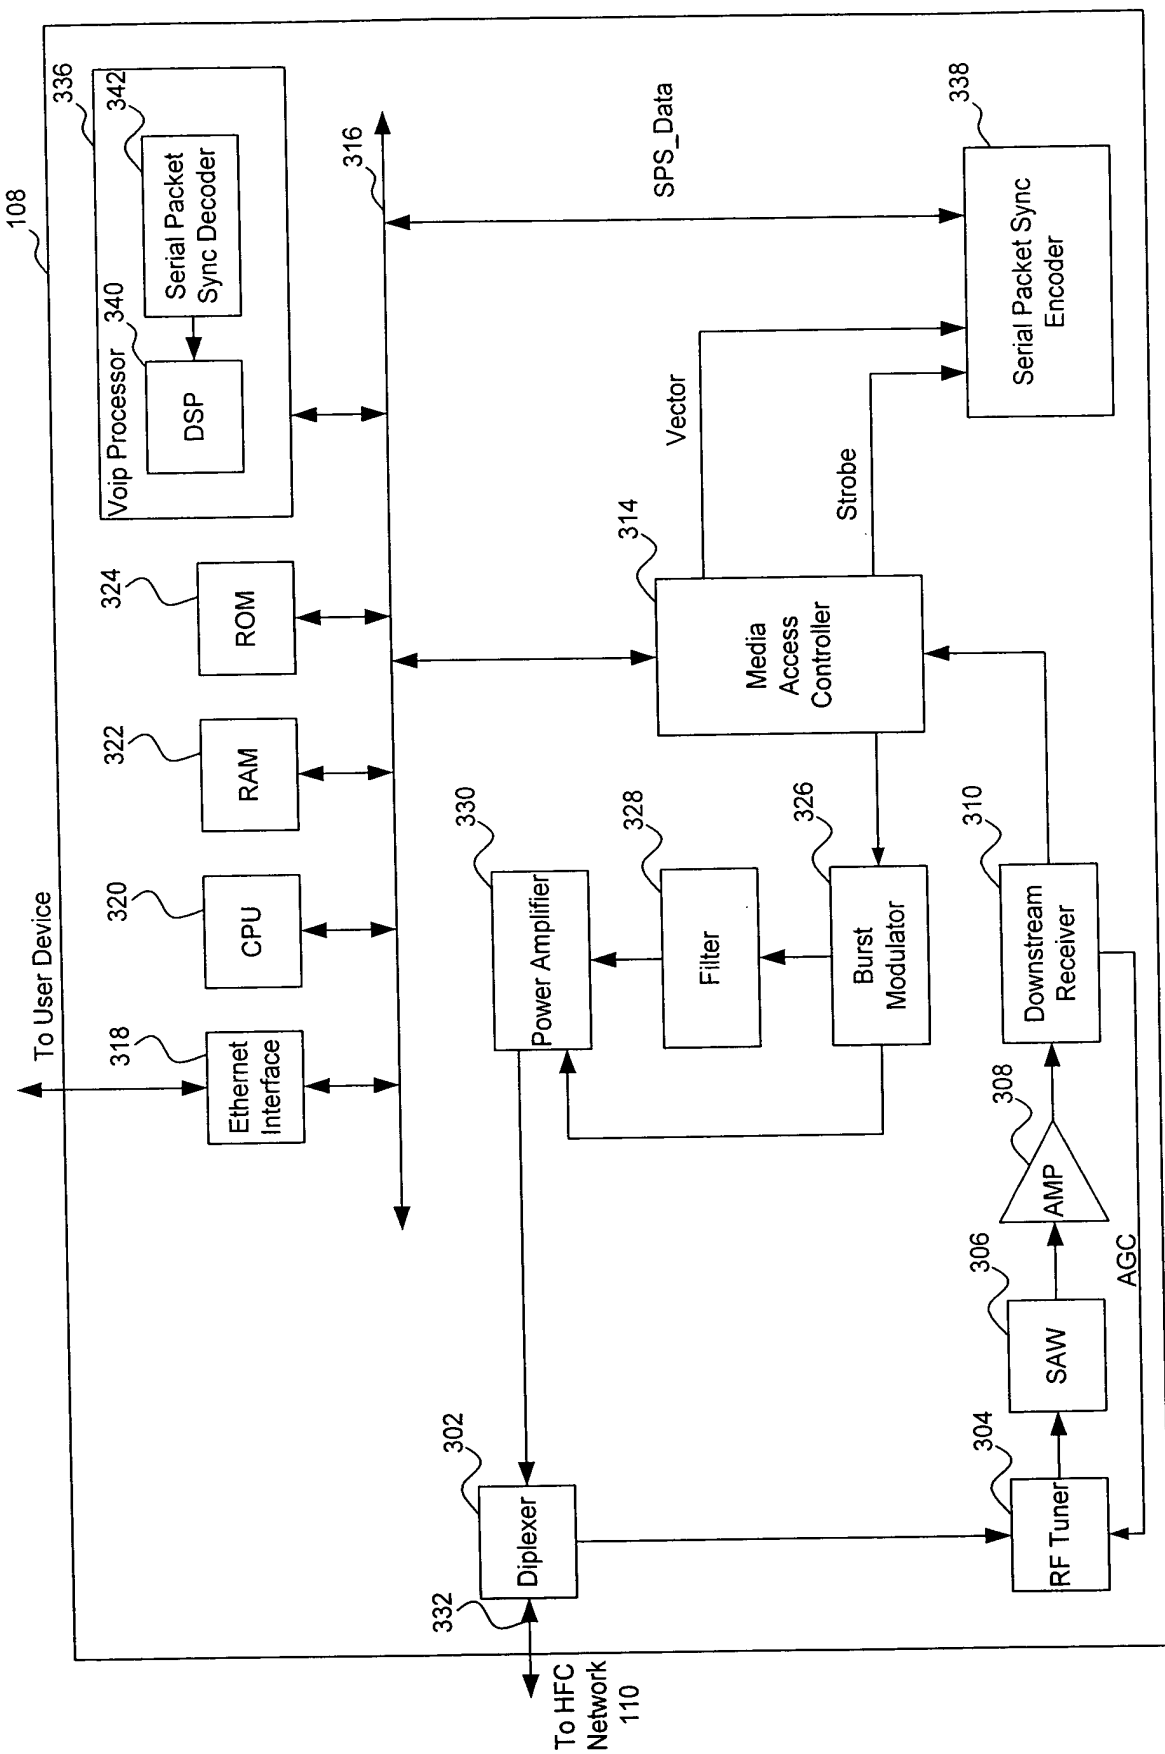 108
To User Device
318
Ethernet
Interface
320
CPU
322
RAM
324
ROM
336
Voip Processor
340
DSP
342
Serial Packet
Sync Decoder
316
SPS_Data
330
Power Amplifier
328
Filter
326
Burst
Modulator
314
Media
Access
Controller
Vector
Strobe
338
Serial Packet Sync
Encoder
302
Diplexer
332
To HFC
Network
110
304
RF Tuner
306
SAW
308
AMP
310
Downstream
Receiver
AGC